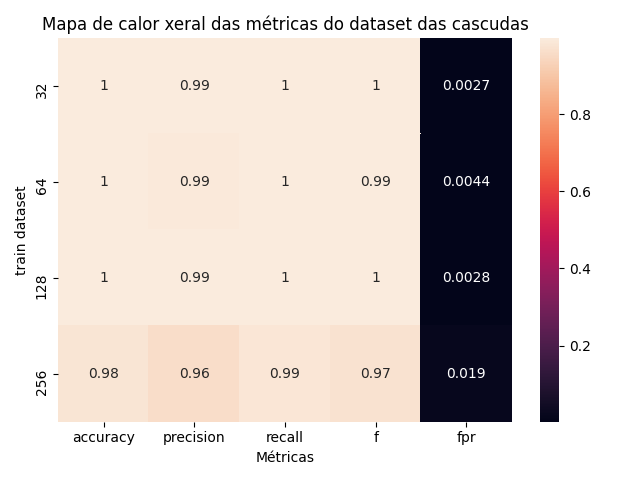 Mapa de calor xeral das métricas do dataset das cascudas
32 1 0.99 1 1 0.0027
64 1 0.99 1 0.99 0.0044
128 1 0.99 1 1 0.0028
256 0.98 0.96 0.99 0.97 0.019
accuracy precision recall f fpr
Métricas
train dataset
0.8
0.6
0.4
0.2